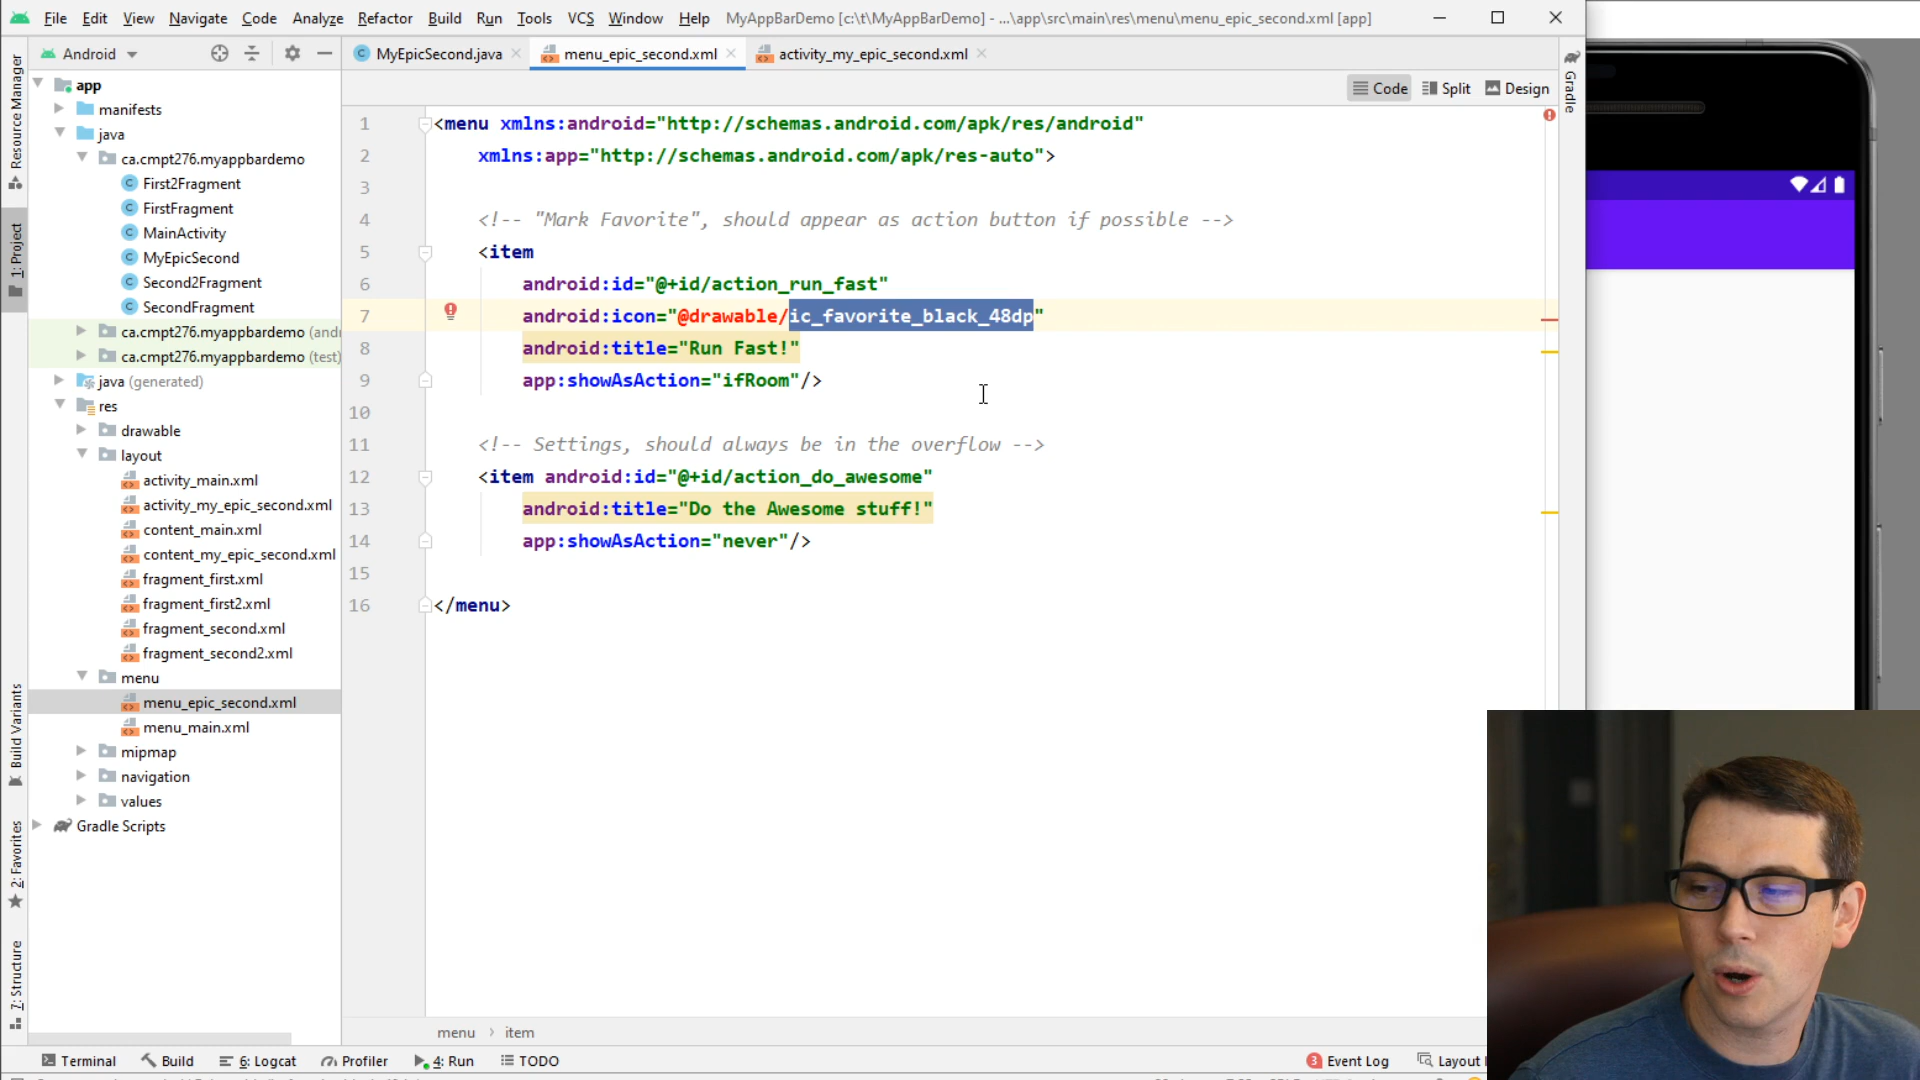 File Edit View Navigate Code Analyze Refactor Build Run Tools VCS Window Help MyAppBarDemo [c:\t\MyAppBarDemo] - ...\app\src\main\res\menu\menu_epic_second.xml [app]
Android
MyEpicSecond.java
menu_epic_second.xml
activity_my_epic_second.xml
Code Split Design
Resource Manager
1: Project
Build Variants
2: Favorites
7: Structure
Gradle
app
manifests
java
ca.cmpt276.myappbardemo
First2Fragment
FirstFragment
MainActivity
MyEpicSecond
Second2Fragment
SecondFragment
ca.cmpt276.myappbardemo (andr
ca.cmpt276.myappbardemo (test)
java (generated)
res
drawable
layout
activity_main.xml
activity_my_epic_second.xml
content_main.xml
content_my_epic_second.xml
fragment_first.xml
fragment_first2.xml
fragment_second.xml
fragment_second2.xml
menu
menu_epic_second.xml
menu_main.xml
mipmap
navigation
values
Gradle Scripts
1 <menu xmlns:android="http://schemas.android.com/apk/res/android"
2 xmlns:app="http://schemas.android.com/apk/res-auto">
3
4 <!-- "Mark Favorite", should appear as action button if possible -->
5 <item
6 android:id="@+id/action_run_fast"
7 android:icon="@drawable/ic_favorite_black_48dp"
8 android:title="Run Fast!"
9 app:showAsAction="ifRoom"/>
10
11 <!-- Settings, should always be in the overflow -->
12 <item android:id="@+id/action_do_awesome"
13 android:title="Do the Awesome stuff!"
14 app:showAsAction="never"/>
15
16 </menu>
menu › item
Terminal Build 6: Logcat Profiler 4: Run TODO 3 Event Log Layout